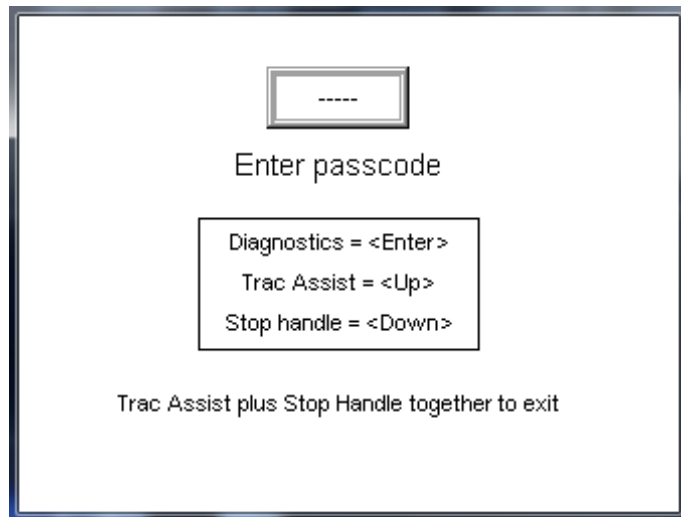 -----
Enter passcode
Diagnostics = <Enter>
Trac Assist = <Up>
Stop handle = <Down>
Trac Assist plus Stop Handle together to exit